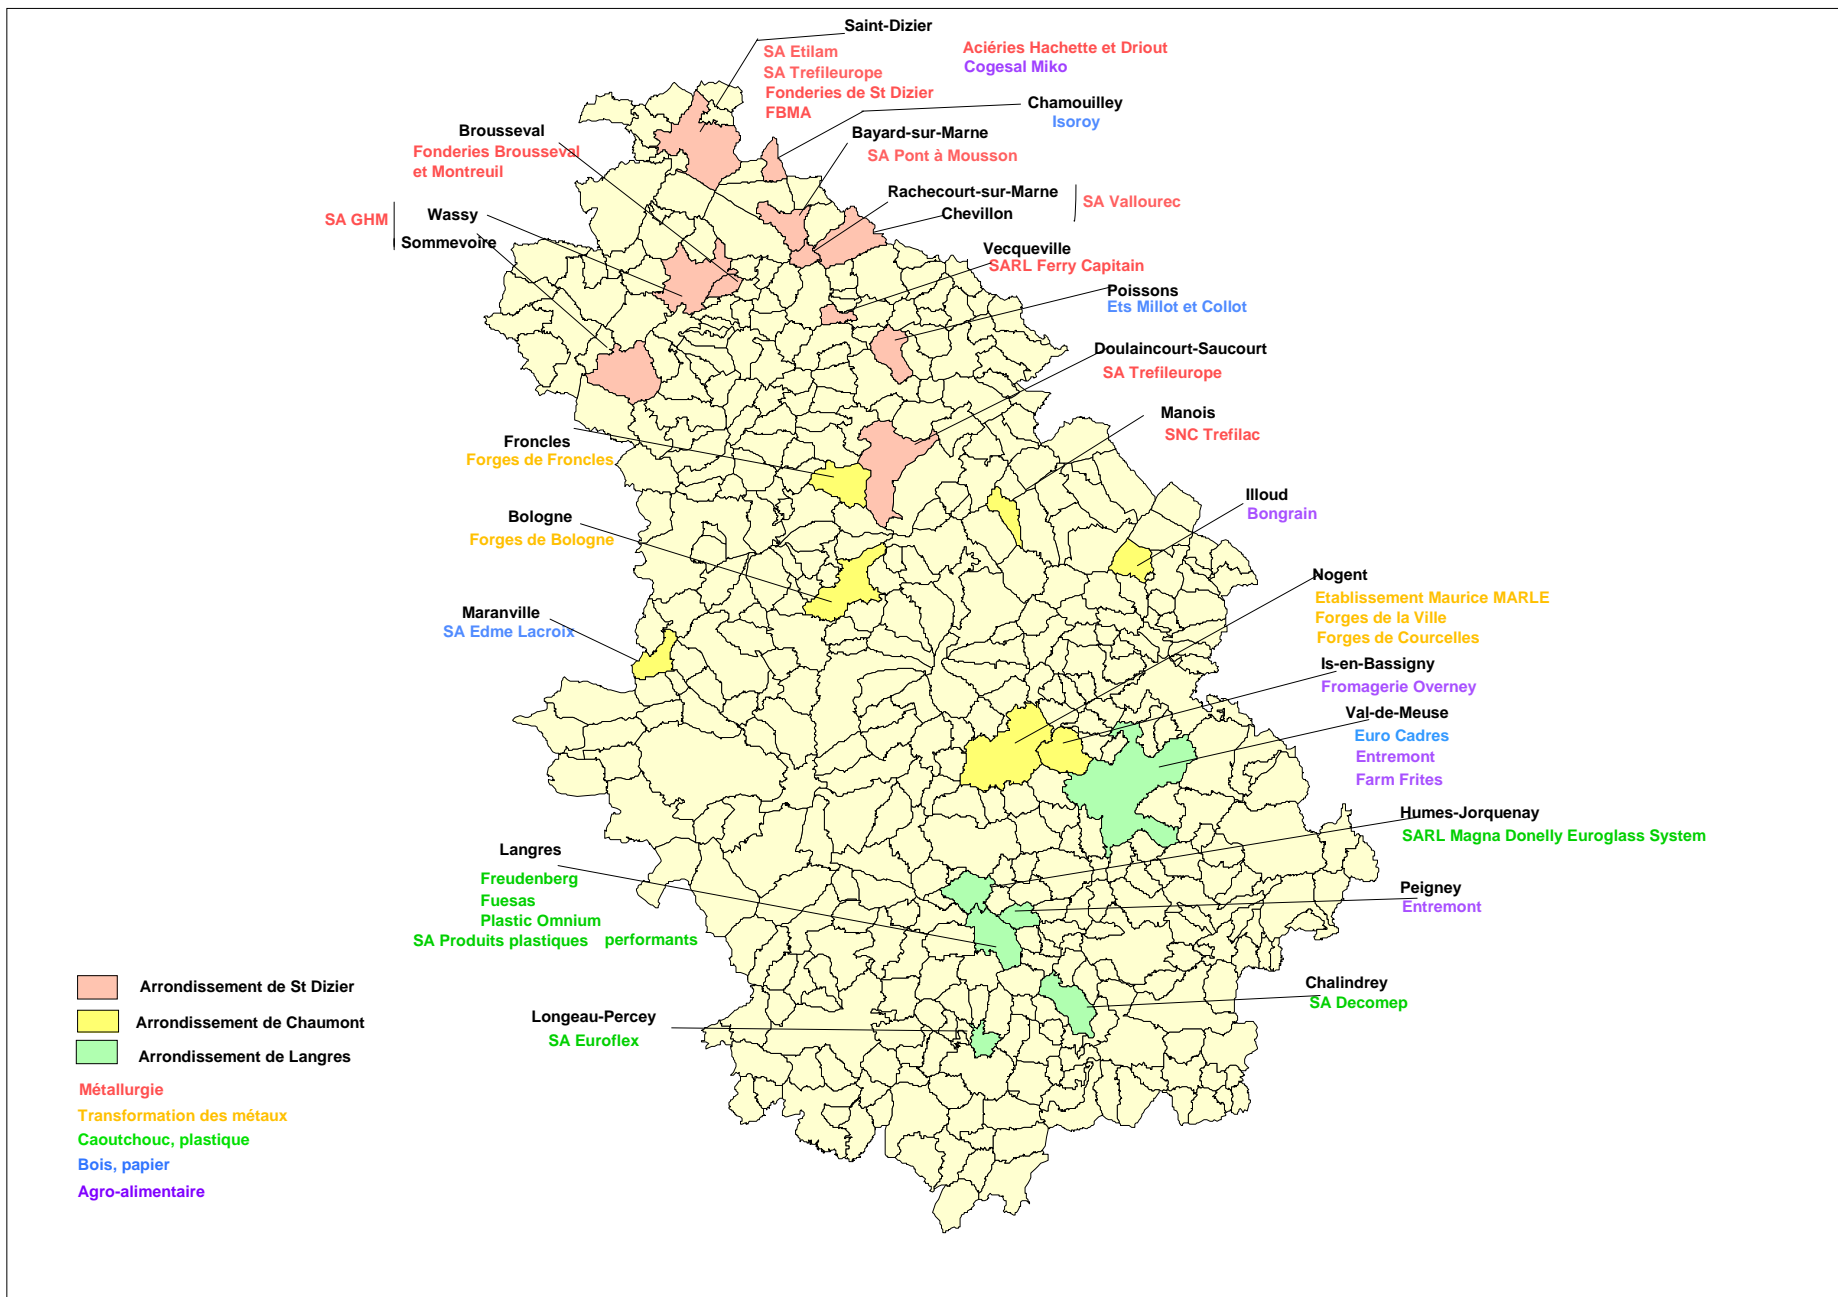 Saint-Dizier
SA Etilam
SA Trefileurope
Fonderies de St Dizier
FBMA
Aciéries Hachette et Driout
Cogesal Miko
Chamouilley
Isoroy
Brousseval
Fonderies Brousseval
et Montreuil
Bayard-sur-Marne
SA Pont à Mousson
Rachecourt-sur-Marne
Chevillon
SA Vallourec
SA GHM
Wassy
Sommevoire
Vecqueville
SARL Ferry Capitain
Poissons
Ets Millot et Collot
Doulaincourt-Saucourt
SA Trefileurope
Manois
SNC Trefilac
Froncles
Forges de Froncles
Illoud
Bongrain
Bologne
Forges de Bologne
Nogent
Etablissement Maurice MARLE
Forges de la Ville
Forges de Courcelles
Maranville
SA Edme Lacroix
Is-en-Bassigny
Fromagerie Overney
Val-de-Meuse
Euro Cadres
Entremont
Farm Frites
Humes-Jorquenay
SARL Magna Donelly Euroglass System
Langres
Freudenberg
Fuesas
Plastic Omnium
SA Produits plastiques performants
Peigney
Entremont
Chalindrey
SA Decomep
Longeau-Percey
SA Euroflex
Arrondissement de St Dizier
Arrondissement de Chaumont
Arrondissement de Langres
Métallurgie
Transformation des métaux
Caoutchouc, plastique
Bois, papier
Agro-alimentaire